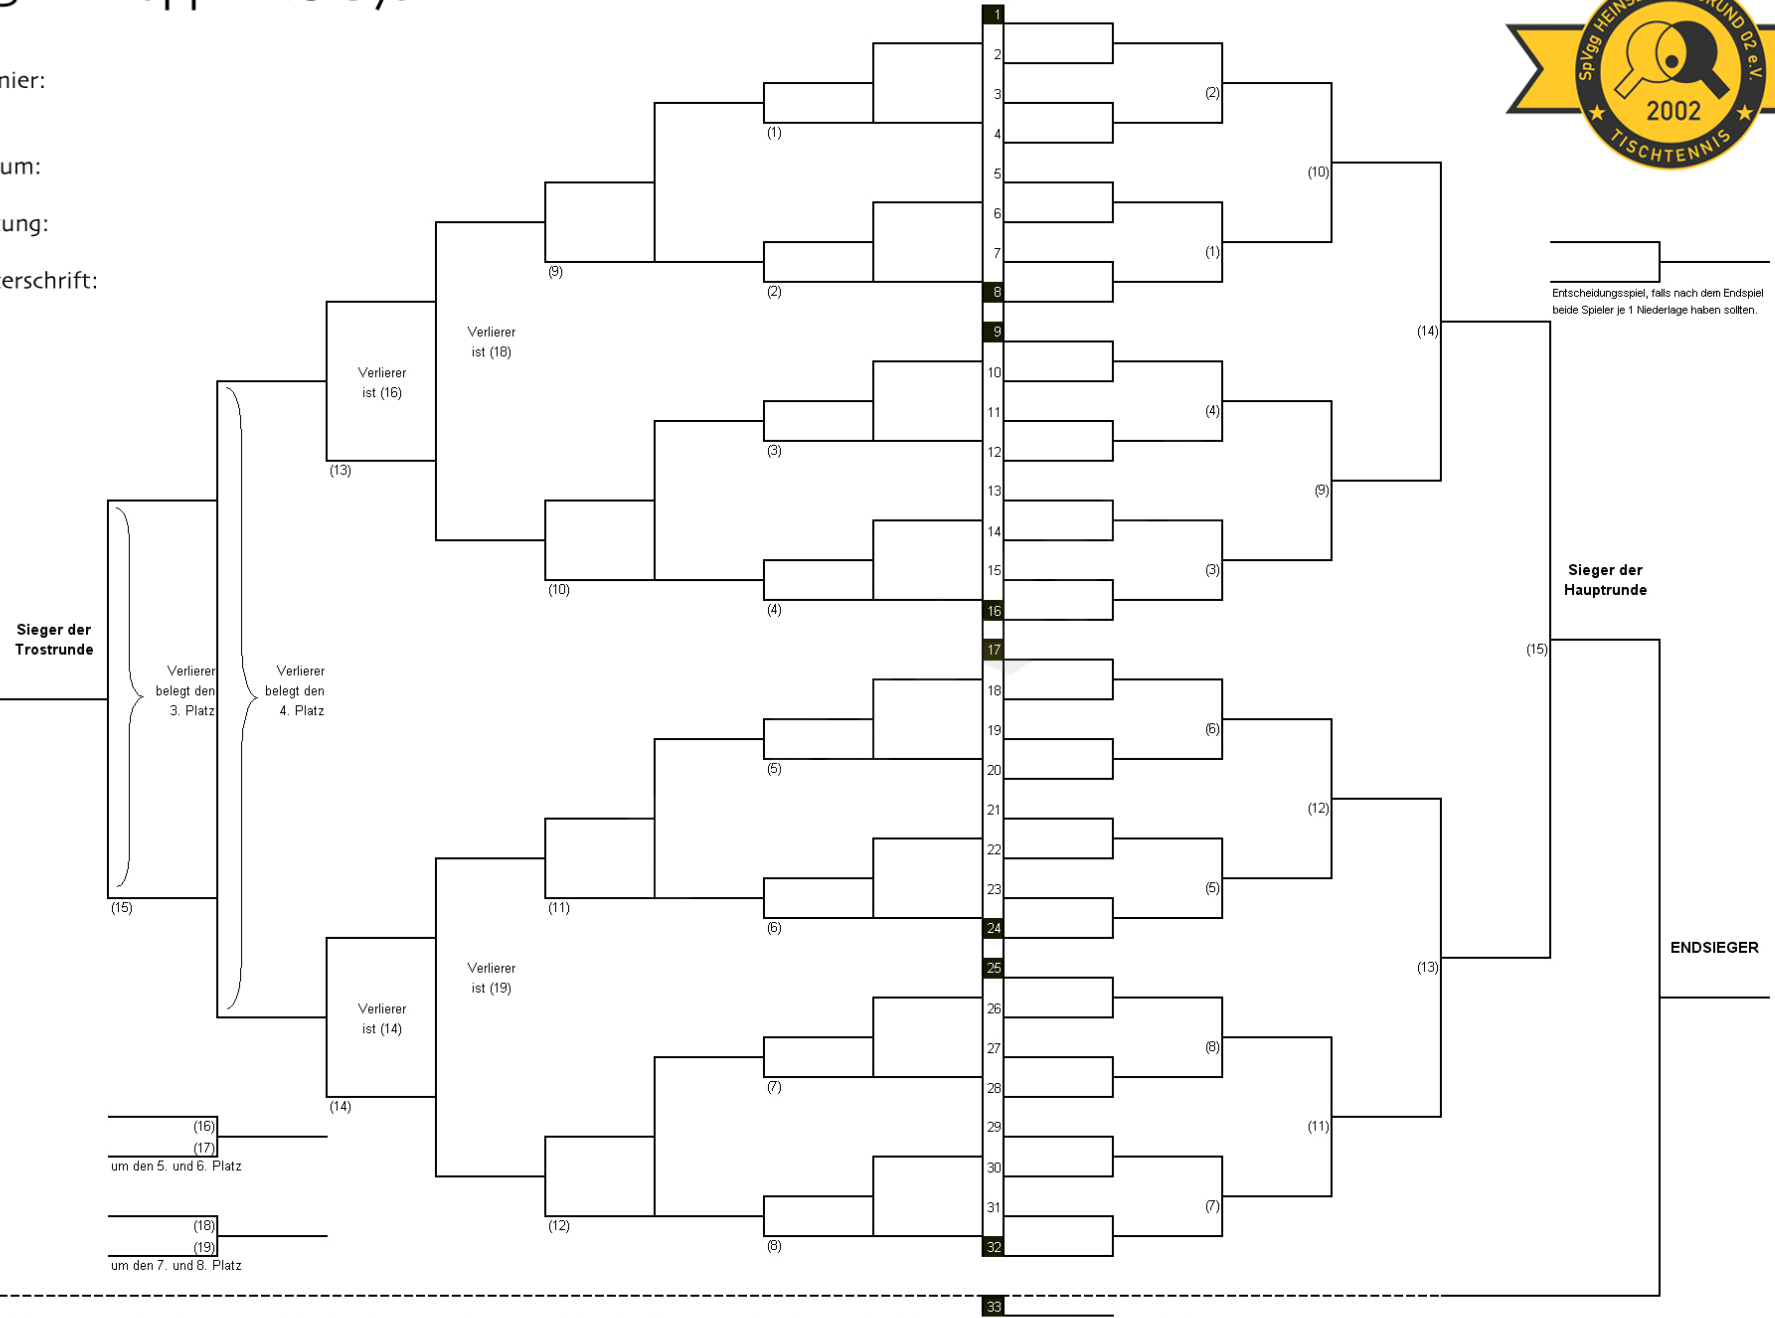 nier:
um:
ung:
erschrift:
SpVgg HEINS
RUND 02 e.V.
2002
TISCHTENNIS
1
2
3
4
5
6
7
8
9
10
11
12
13
14
15
16
17
18
19
20
21
22
23
24
25
26
27
28
29
30
31
32
33
(1)
(2)
(3)
(4)
(5)
(6)
(7)
(8)
(9)
(10)
(11)
(12)
Verlierer
ist (18)
Verlierer
ist (16)
(13)
Verlierer
ist (19)
Verlierer
ist (14)
(14)
Sieger der
Trostrunde
Verlierer
belegt den
3. Platz
Verlierer
belegt den
4. Platz
(15)
(16)
(17)
um den 5. und 6. Platz
(18)
(19)
um den 7. und 8. Platz
(2)
(1)
(4)
(3)
(6)
(5)
(8)
(7)
(10)
(9)
(12)
(11)
(14)
(13)
(15)
Entscheidungsspiel, falls nach dem Endspiel
beide Spieler je 1 Niederlage haben sollten.
Sieger der
Hauptrunde
ENDSIEGER